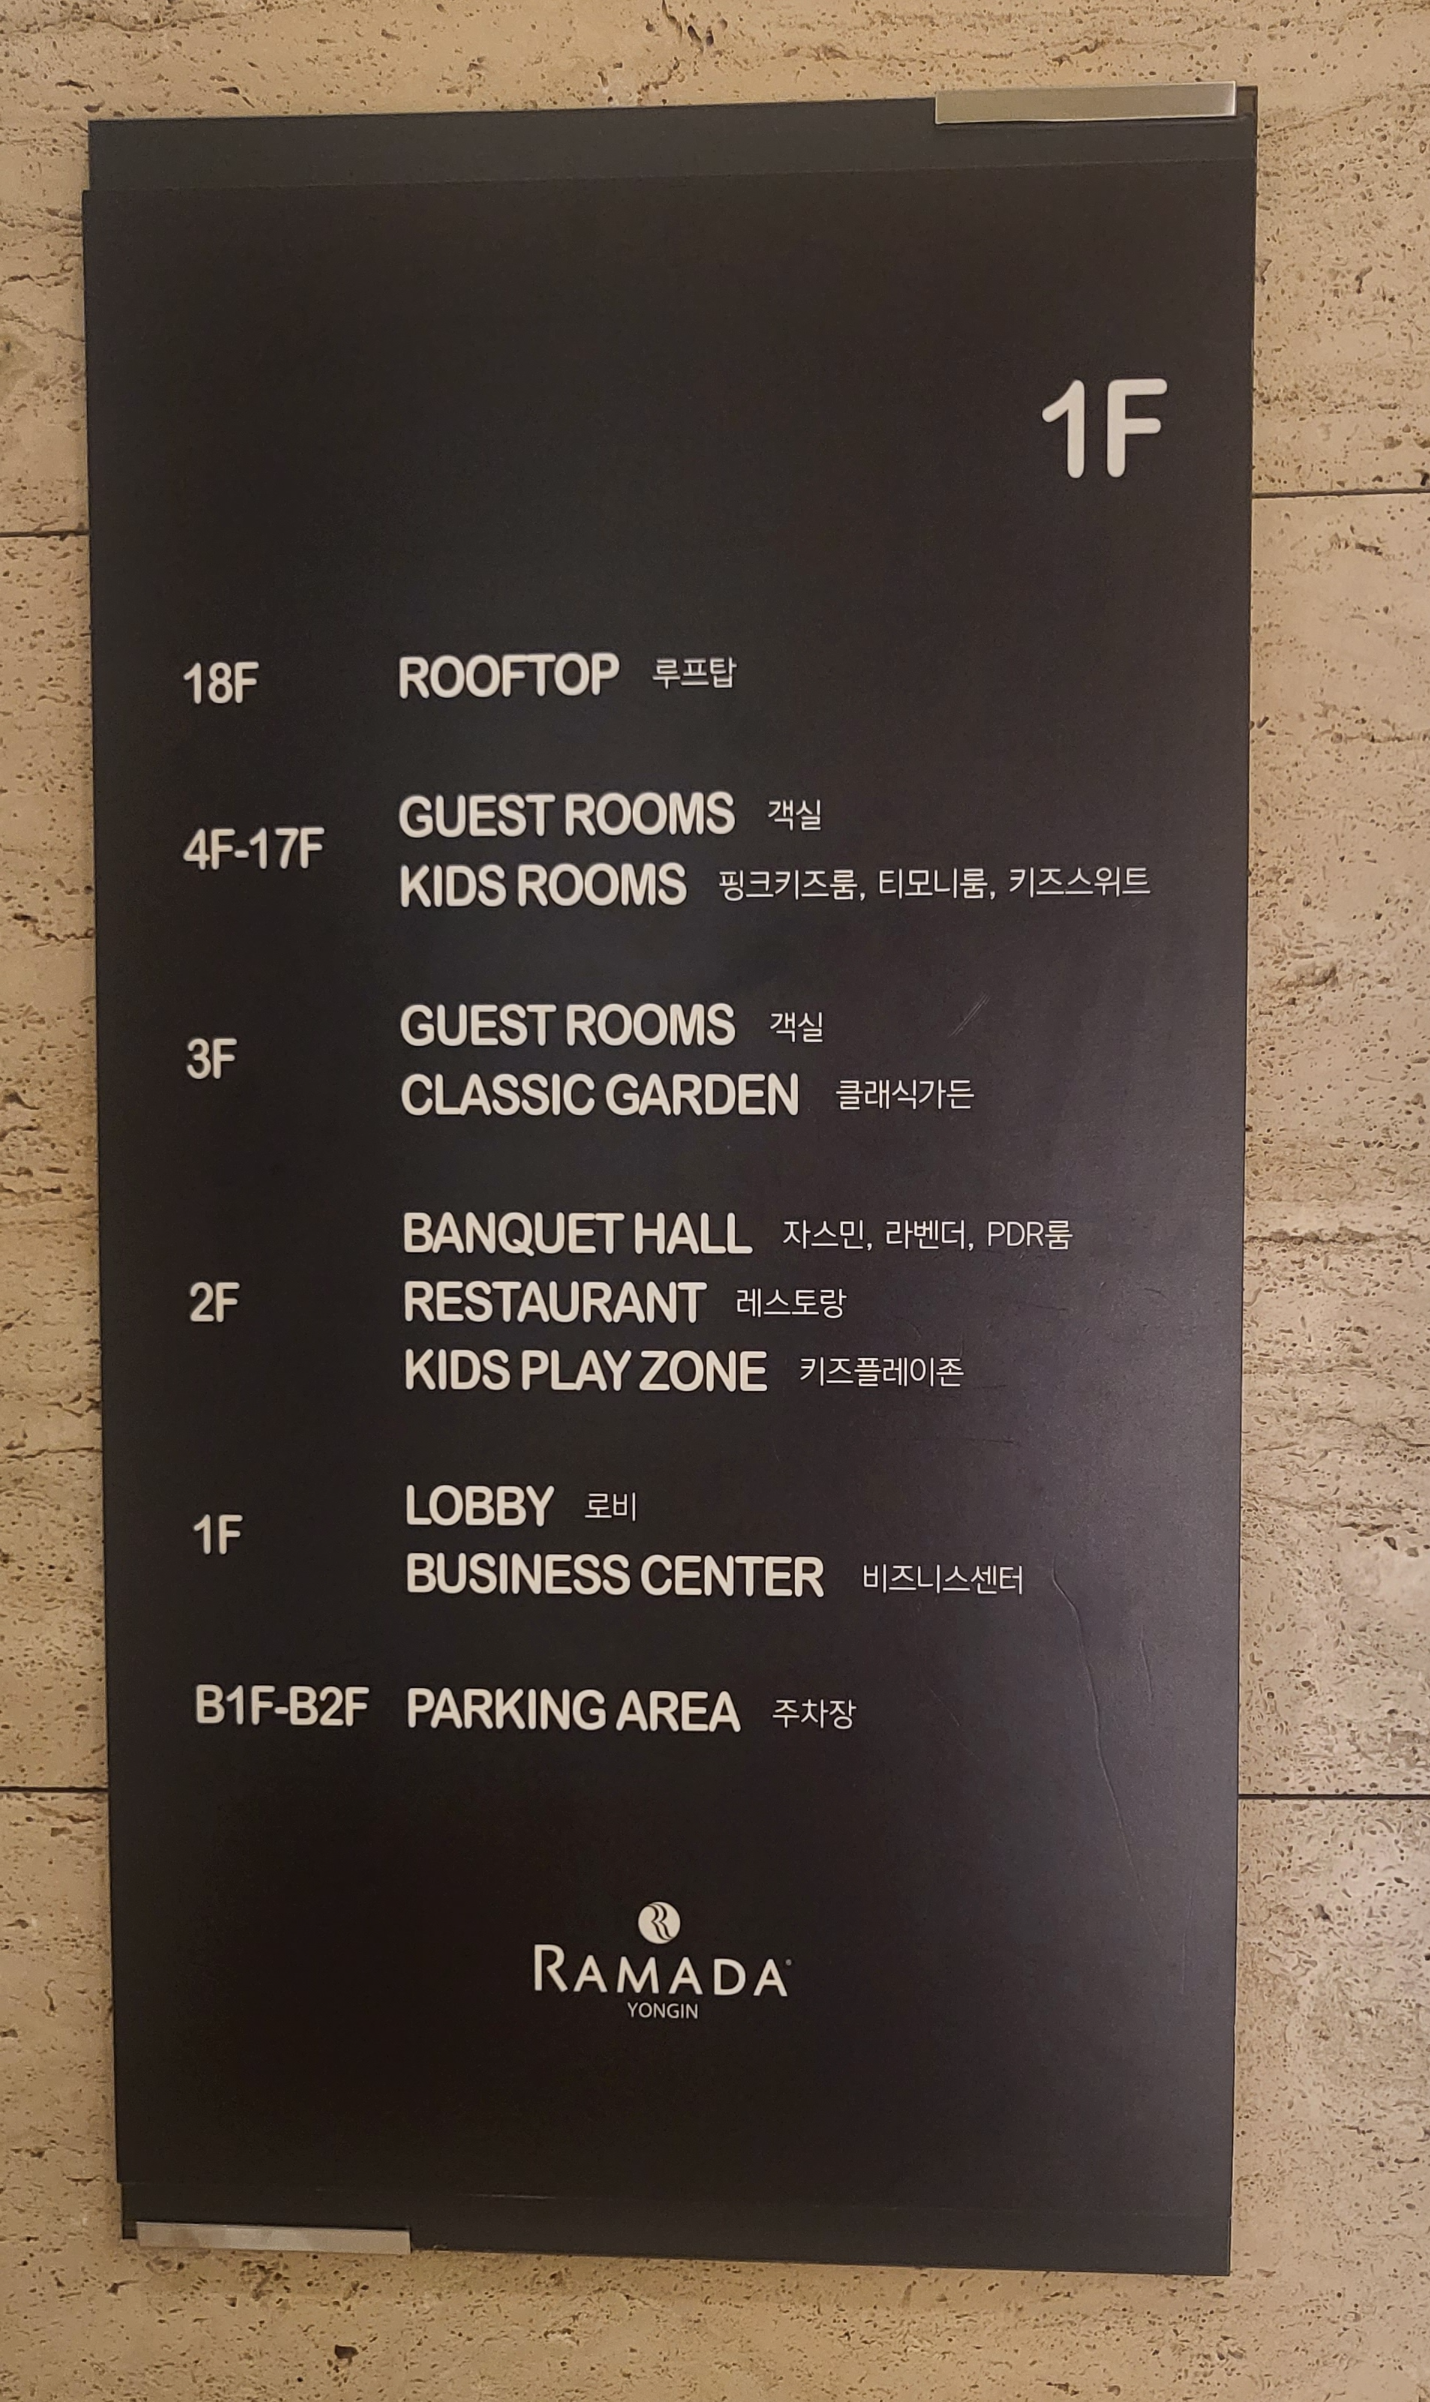 1F
18F ROOFTOP 루프탑
4F-17F GUEST ROOMS 객실
KIDS ROOMS 핑크키즈룸, 티모니룸, 키즈스위트
3F GUEST ROOMS 객실
CLASSIC GARDEN 클래식가든
BANQUET HALL 자스민, 라벤더, PDR룸
2F RESTAURANT 레스토랑
KIDS PLAY ZONE 키즈플레이존
1F LOBBY 로비
BUSINESS CENTER 비즈니스센터
B1F-B2F PARKING AREA 주차장
RAMADA
YONGIN